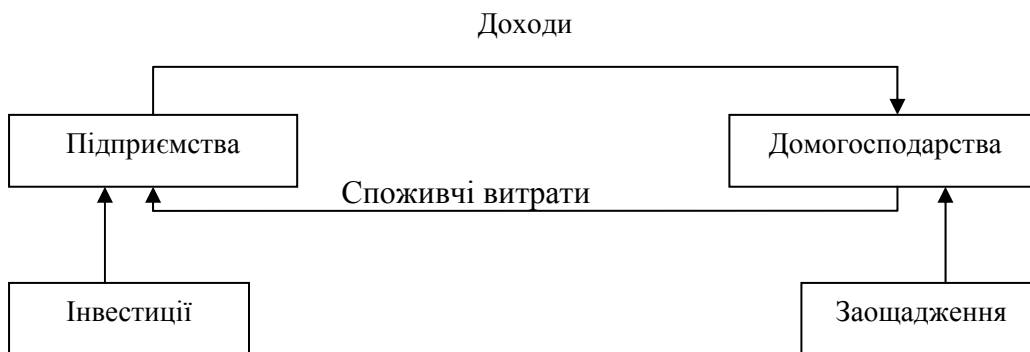 Доходи
Підприємства
Домогосподарства
Споживчі витрати
Інвестиції
Заощадження